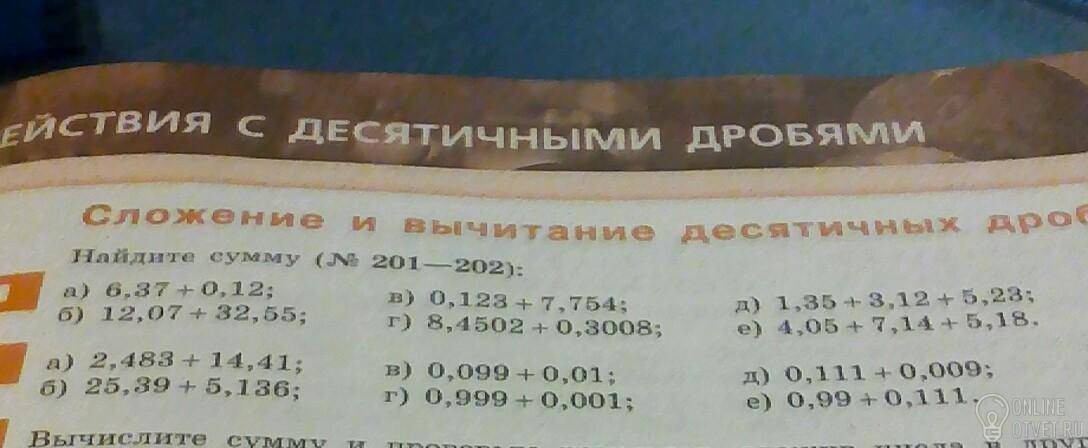 ЕЙСТВИЯ С ДЕСЯТИЧНЫМИ ДРОБЯМИ
Сложение и вычитание десятичных дроб
Найдите сумму (№ 201—202):
а) 6,37 + 0,12; в) 0,123 + 7,754; д) 1,35 + 3,12 + 5,23;
б) 12,07 + 32,55; г) 8,4502 + 0,3008; е) 4,05 + 7,14 + 5,18.
а) 2,483 + 14,41; в) 0,099 + 0,01; д) 0,111 + 0,009;
б) 25,39 + 5,136; г) 0,999 + 0,001; е) 0,99 + 0,111.
Вычислите сумму и
ONLINE
OTVET.RU